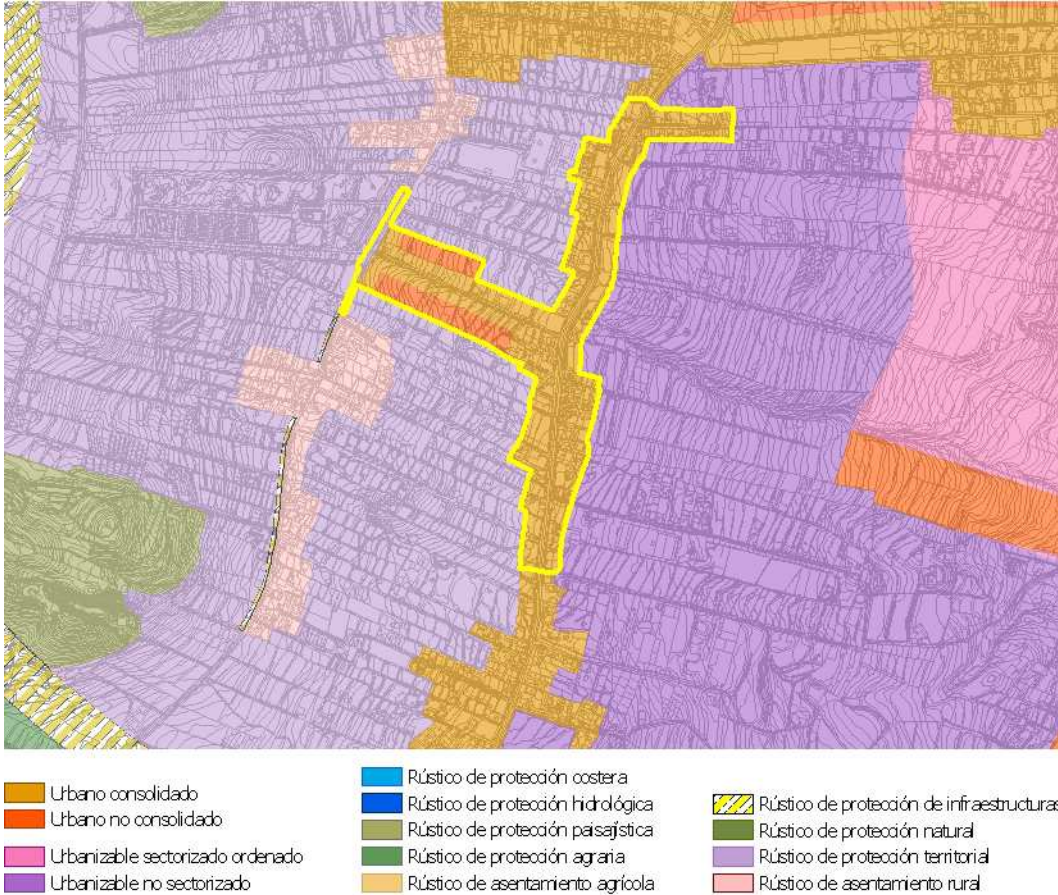 Urbano consolidado
Urbano no consolidado
Urbanizable sectorizado ordenado
Urbanizable no sectorizado
Rústico de protección costera
Rústico de protección hidrológica
Rústico de protección paisajística
Rústico de protección agraria
Rústico de asentamiento agrícola
Rústico de protección de infraestructuras
Rústico de protección natural
Rústico de protección territorial
Rústico de asentamiento rural